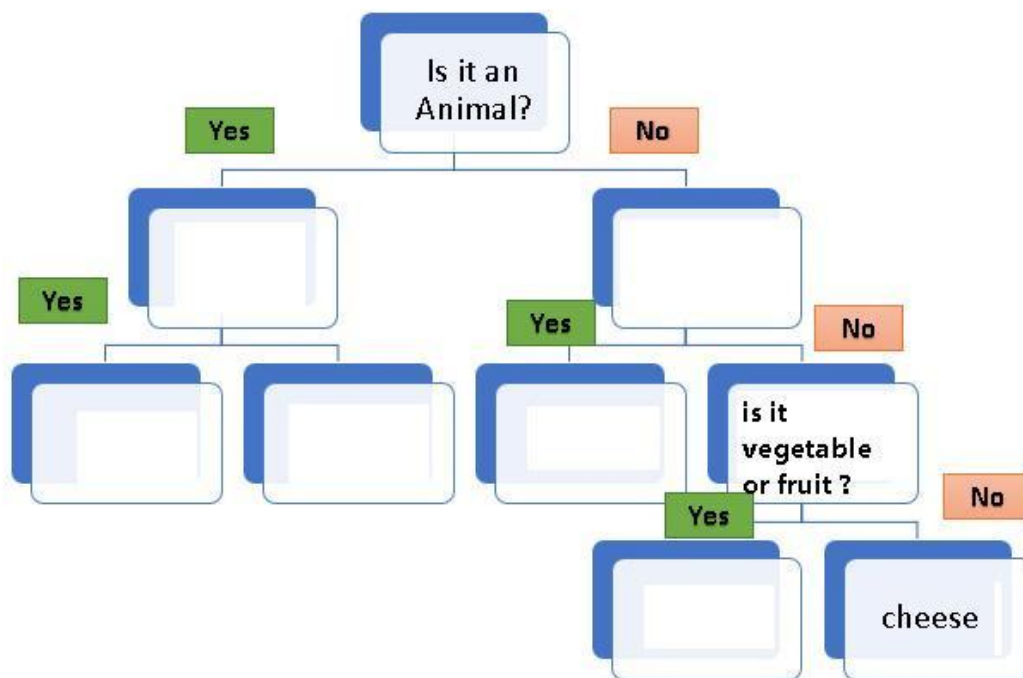 Is it an
Animal?
Yes
No
Yes
Yes
No
is it
vegetable
or fruit ?
Yes
No
cheese